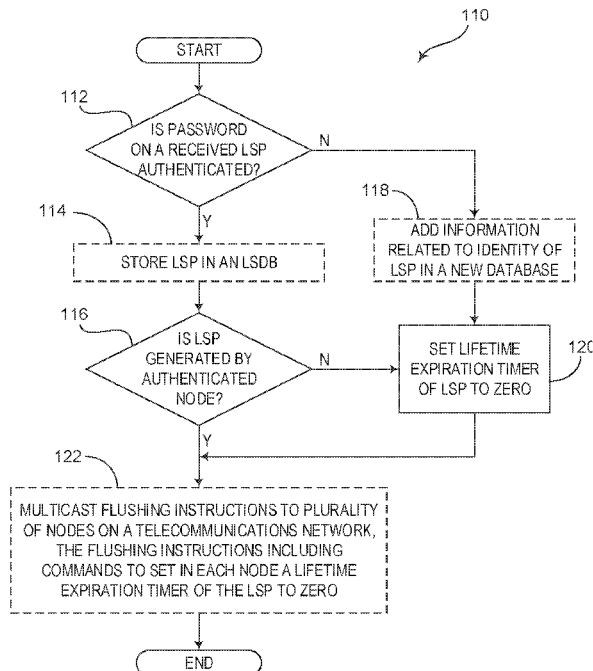 110
START
112
IS PASSWORD
ON A RECEIVED LSP
AUTHENTICATED?
N
Y
114
STORE LSP IN AN LSDB
118
ADD INFORMATION
RELATED TO IDENTITY OF
LSP IN A NEW DATABASE
116
IS LSP
GENERATED BY
AUTHENTICATED
NODE?
N
Y
SET LIFETIME
EXPIRATION TIMER
OF LSP TO ZERO
120
122
MULTICAST FLUSHING INSTRUCTIONS TO PLURALITY
OF NODES ON A TELECOMMUNICATIONS NETWORK,
THE FLUSHING INSTRUCTIONS INCLUDING
COMMANDS TO SET IN EACH NODE A LIFETIME
EXPIRATION TIMER OF THE LSP TO ZERO
END